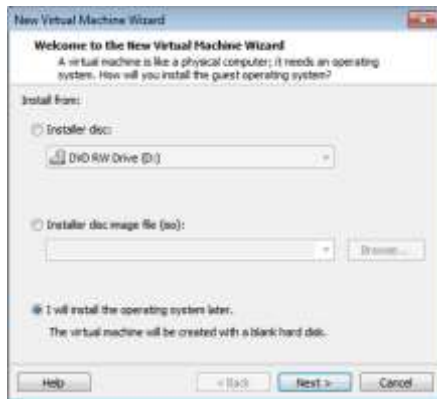 New Virtual Machine Wizard
Welcome to the New Virtual Machine Wizard
A virtual machine is like a physical computer; it needs an operating
system. How will you install the guest operating system?
Install from:
Installer disc:
DVD RW Drive (D:)
Installer disc image file (iso):
Browse...
I will install the operating system later.
The virtual machine will be created with a blank hard disk.
Help
< Back
Next >
Cancel